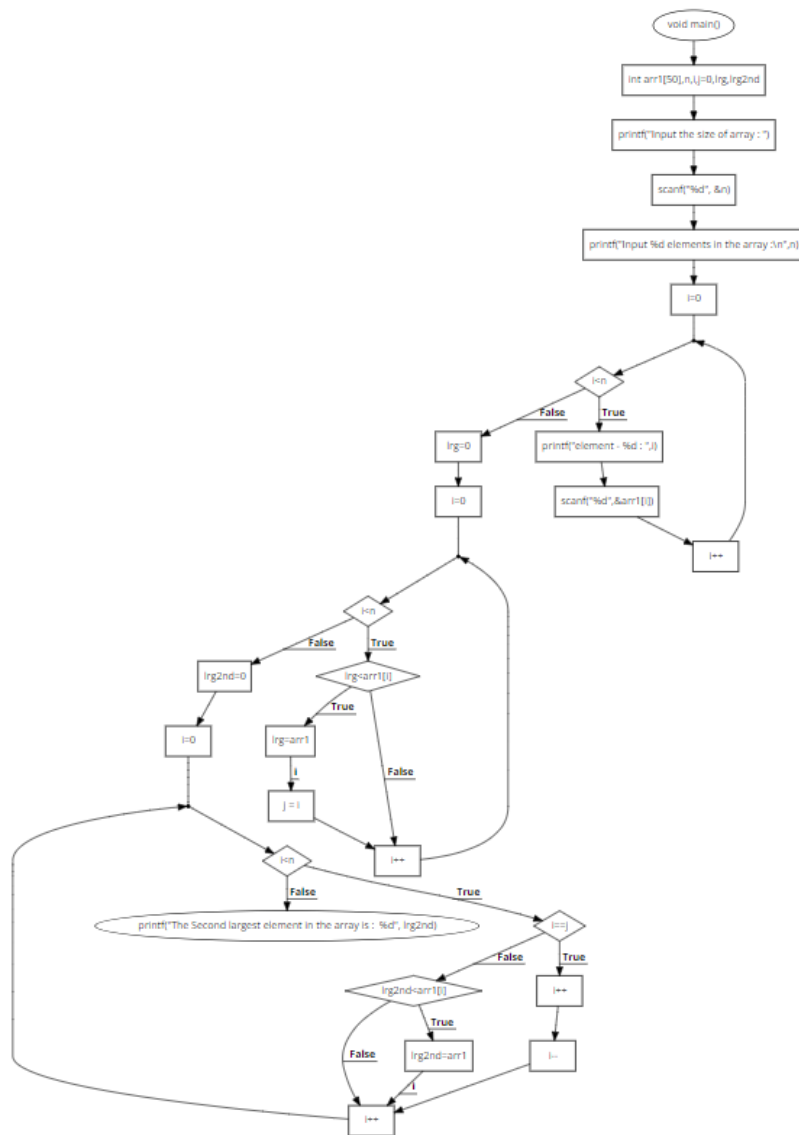 void main()
int arr1[50],n,i,j=0,lrg,lrg2nd
printf("Input the size of array : ")
scanf("%d", &n)
printf("Input %d elements in the array :\n",n)
i=0
i<n
False
True
lrg=0
printf("element - %d : ",i)
i=0
scanf("%d",&arr1[i])
i++
i<n
False
True
lrg2nd=0
lrg<arr1[i]
True
i=0
lrg=arr1
False
i
j = i
i++
i<n
False
True
printf("The Second largest element in the array is :  %d", lrg2nd)
i==j
False
True
lrg2nd<arr1[i]
i++
True
False
lrg2nd=arr1
i--
i
i++